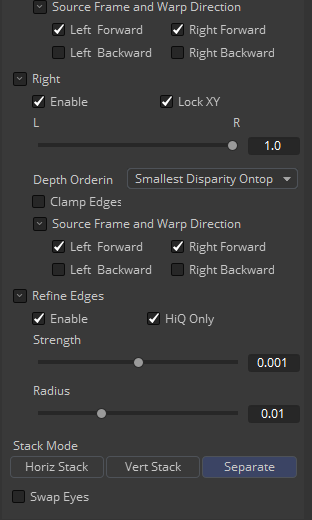 Source Frame and Warp Direction
Left Forward Right Forward
Left Backward Right Backward
Right
Enable Lock XY
L R
1.0
Depth Orderin Smallest Disparity Ontop
Clamp Edges
Source Frame and Warp Direction
Left Forward Right Forward
Left Backward Right Backward
Refine Edges
Enable HiQ Only
Strength
0.001
Radius
0.01
Stack Mode
Horiz Stack Vert Stack Separate
Swap Eyes